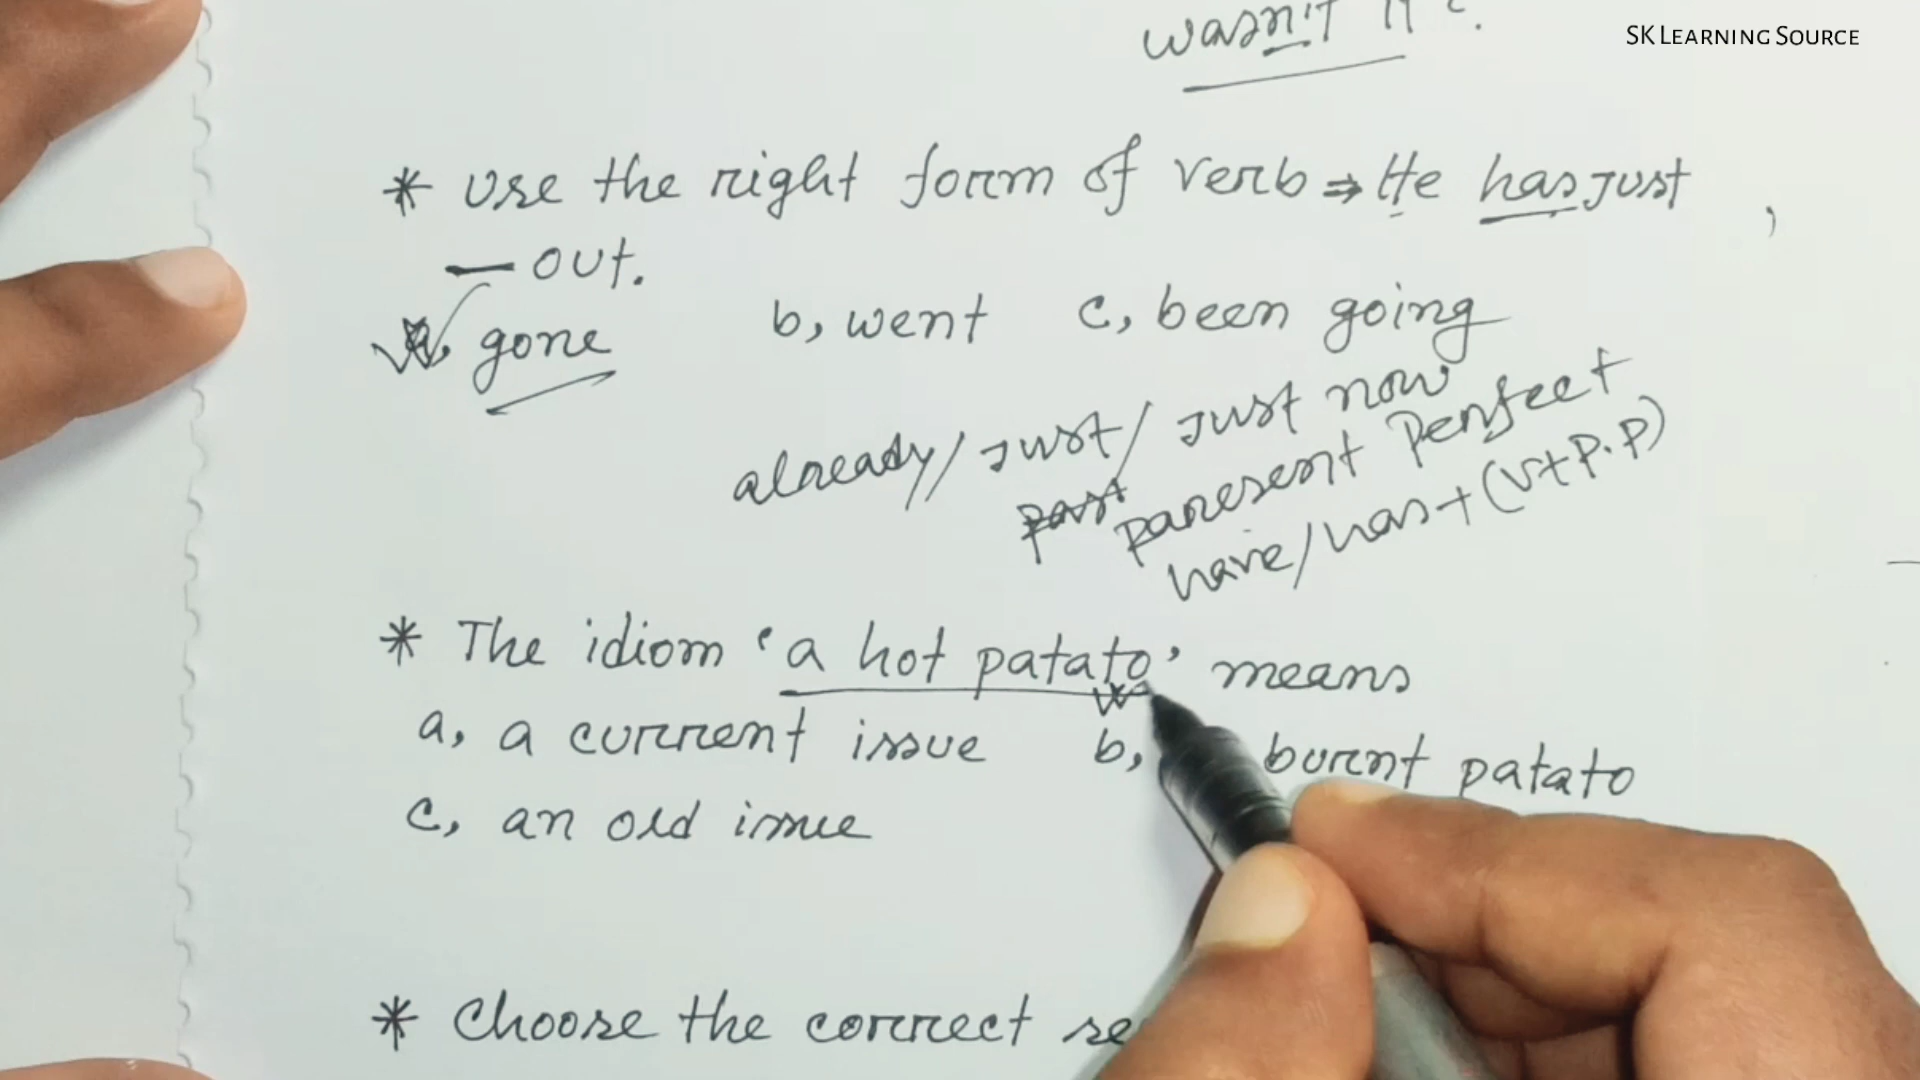 SK LEARNING SOURCE
wasn't it?
* Use the right form of verb ⇒ He has just
— out.
a, gone b, went c, been going
already/just/just now
past paresent Perfect
have/has+(V+P.P)
* The idiom 'a hot patato' means
a, a current issue b, burnt patato
c, an old issue
* Choose the correct se